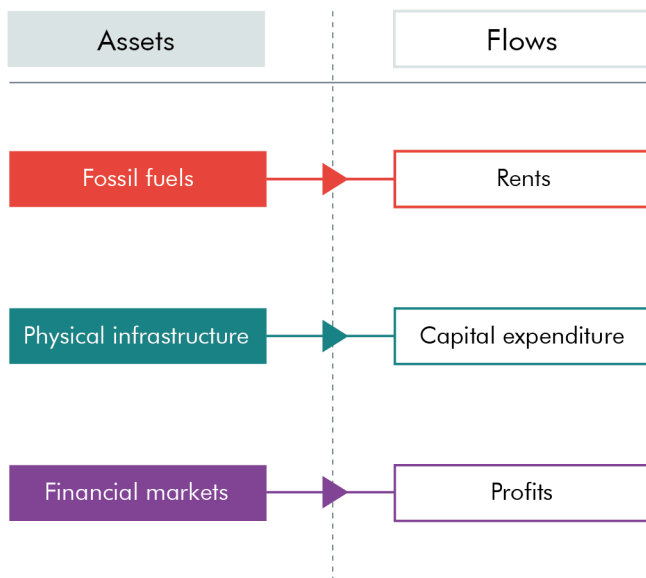 Assets
Flows
Fossil fuels
Rents
Physical infrastructure
Capital expenditure
Financial markets
Profits